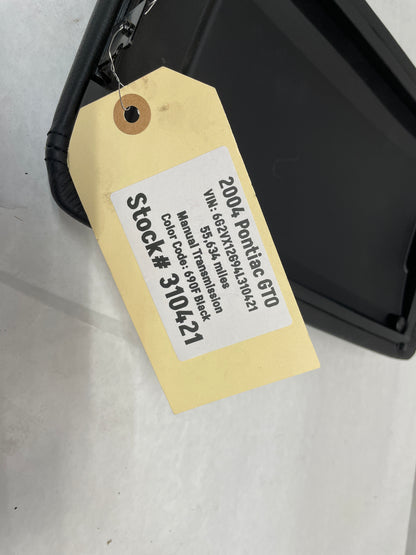 2004 Pontiac GTO
VIN: 6G2VX12G94L310421
55,634 miles
Manual Transmission
Color Code: 690F Black
Stock# 310421